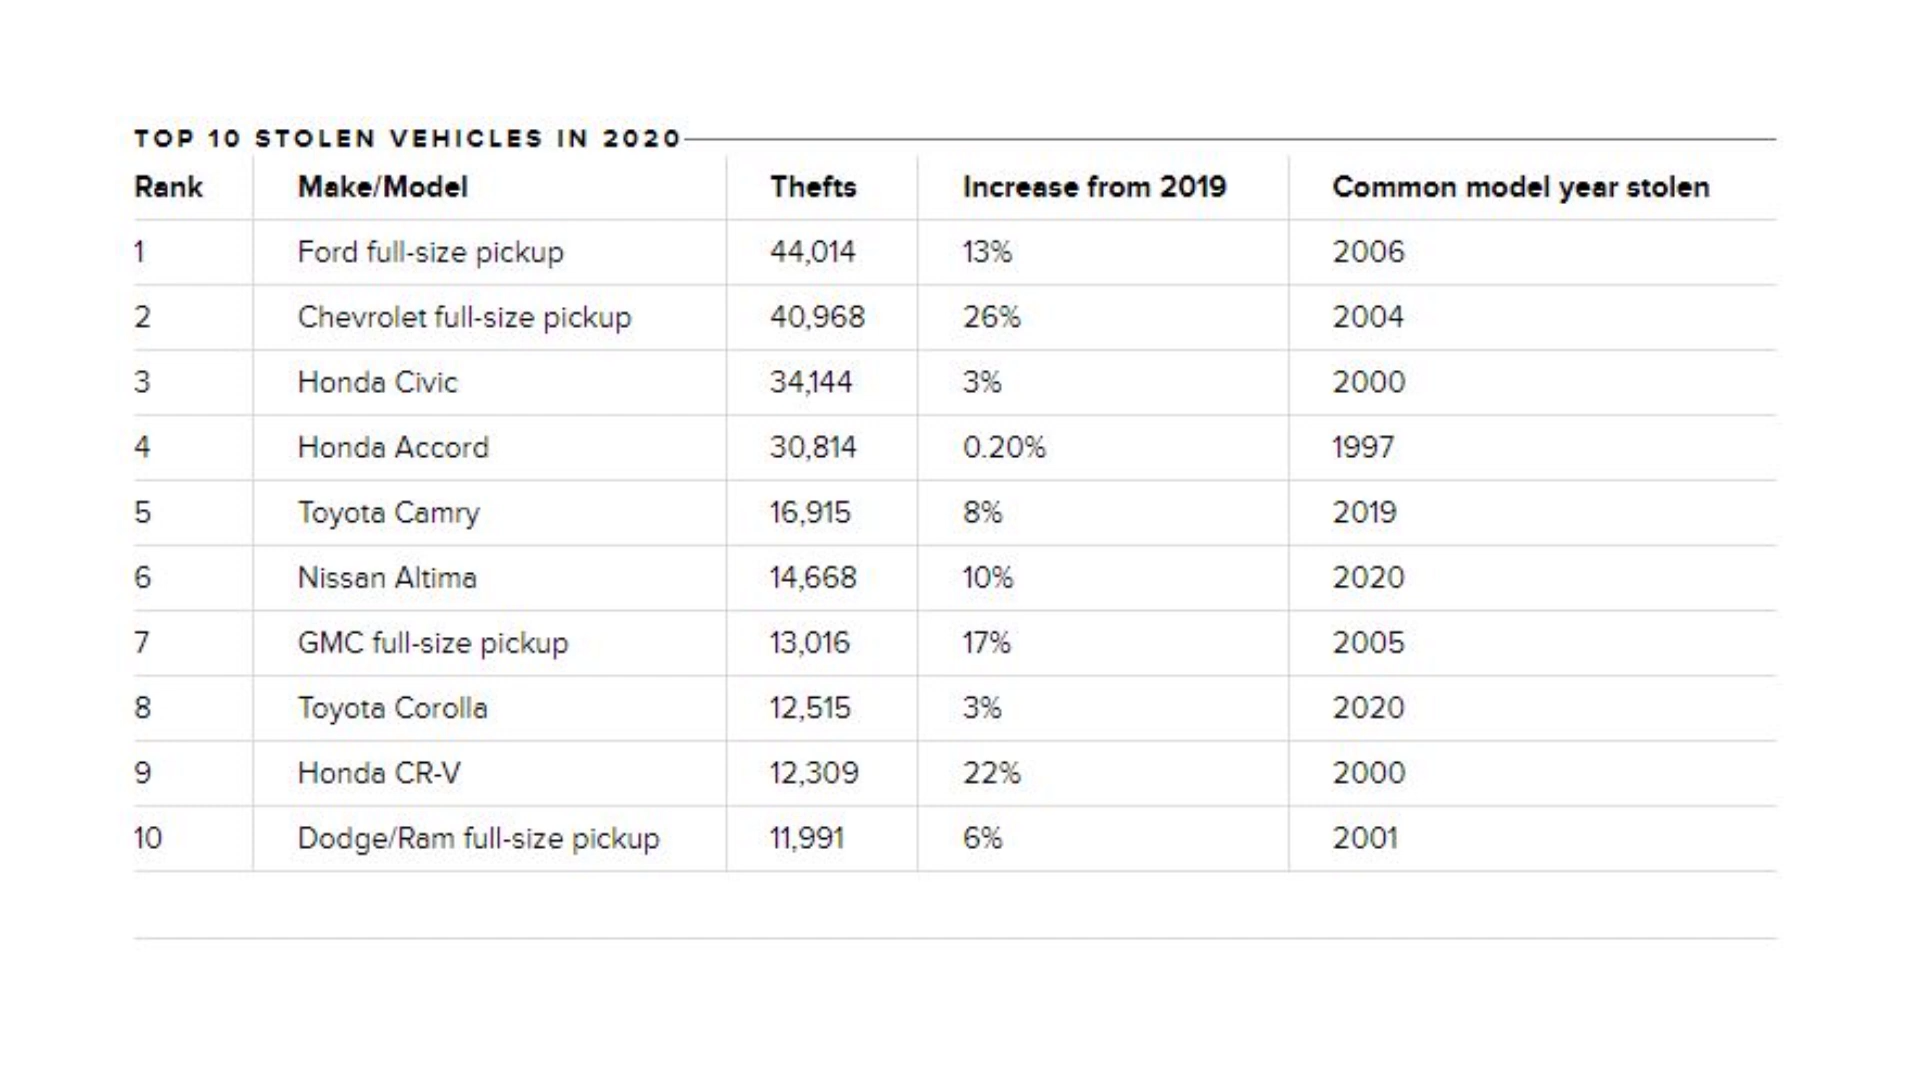 TOP 10 STOLEN VEHICLES IN 2020
Rank Make/Model Thefts Increase from 2019 Common model year stolen
1 Ford full-size pickup 44,014 13% 2006
2 Chevrolet full-size pickup 40,968 26% 2004
3 Honda Civic 34,144 3% 2000
4 Honda Accord 30,814 0.20% 1997
5 Toyota Camry 16,915 8% 2019
6 Nissan Altima 14,668 10% 2020
7 GMC full-size pickup 13,016 17% 2005
8 Toyota Corolla 12,515 3% 2020
9 Honda CR-V 12,309 22% 2000
10 Dodge/Ram full-size pickup 11,991 6% 2001